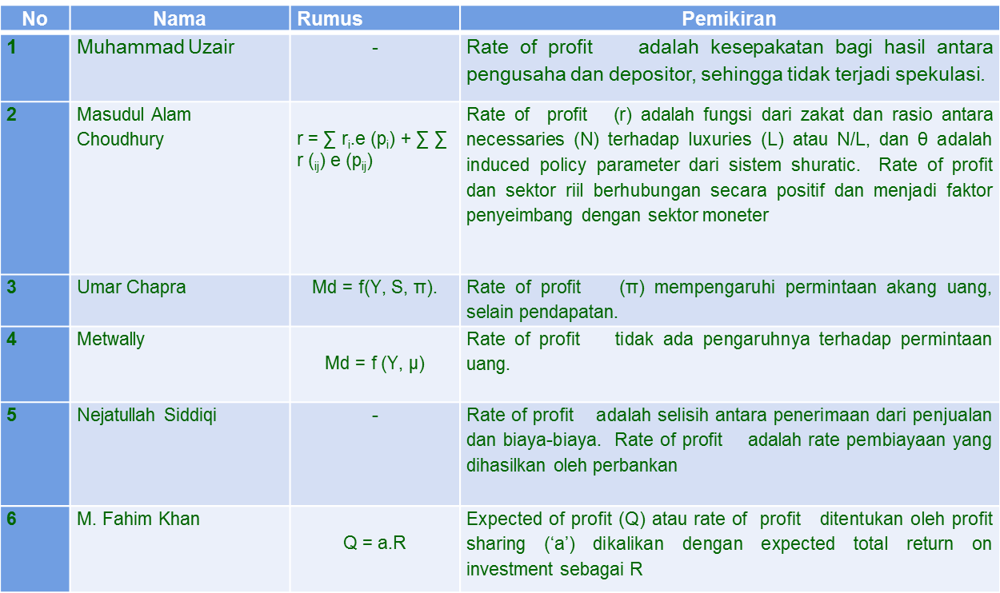 No Nama Rumus Pemikiran
1 Muhammad Uzair - Rate of profit adalah kesepakatan bagi hasil antara
pengusaha dan depositor, sehingga tidak terjadi spekulasi.
2 Masudul Alam
Choudhury
r = ∑ rᵢ.e (pᵢ) + ∑ ∑
r (ᵢⱼ) e (pᵢⱼ)
Rate of profit (r) adalah fungsi dari zakat dan rasio antara
necessaries (N) terhadap luxuries (L) atau N/L, dan θ adalah
induced policy parameter dari sistem shuratic. Rate of profit
dan sektor riil berhubungan secara positif dan menjadi faktor
penyeimbang dengan sektor moneter
3 Umar Chapra Md = f(Y, S, π). Rate of profit (π) mempengaruhi permintaan akang uang,
selain pendapatan.
4 Metwally
Md = f (Y, µ)
Rate of profit tidak ada pengaruhnya terhadap permintaan
uang.
5 Nejatullah Siddiqi - Rate of profit adalah selisih antara penerimaan dari penjualan
dan biaya-biaya. Rate of profit adalah rate pembiayaan yang
dihasilkan oleh perbankan
6 M. Fahim Khan
Q = a.R
Expected of profit (Q) atau rate of profit ditentukan oleh profit
sharing (‘a’) dikalikan dengan expected total return on
investment sebagai R